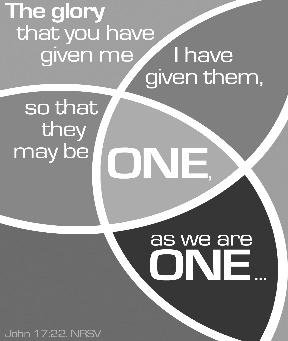 The glory
that you have
given me
I have
given them,
so that
they
may be
ONE,
as we are
ONE...
John 17:22, NRSV